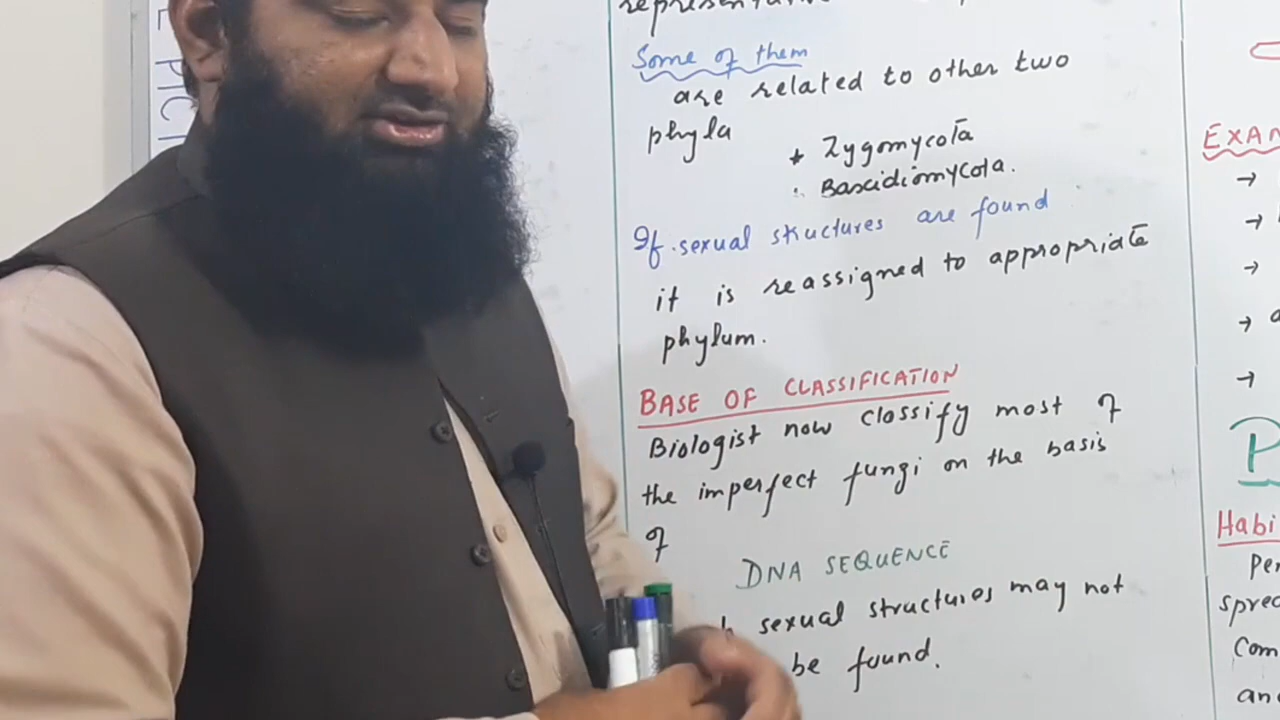 Some of them
are related to other two
phyla
+ Zygomycota
Bascidiomycota.
If sexual structures are found
it is reassigned to appropriate
phylum.
BASE OF CLASSIFICATION
Biologist now classify most of
the imperfect fungi on the basis
of
DNA SEQUENCE
sexual structures may not
be found.
EXAM
→
→
→
→
→
P
Habi
Per
spre
Com
an